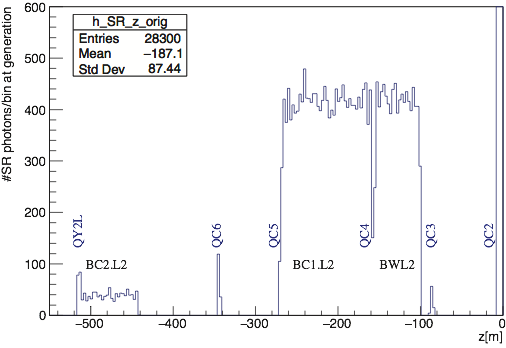 h_SR_z_orig
Entries 28300
Mean −187.1
Std Dev 87.44
#SR photons/bin at generation
600
500
400
300
200
100
0
QY2L
BC2.L2
QC6
QC5
BC1.L2
QC4
BWL2
QC3
QC2
−500 −400 −300 −200 −100 0
z[m]